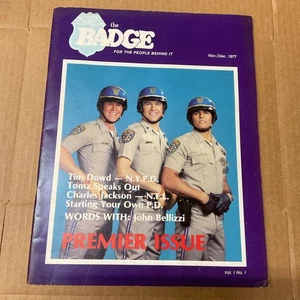 the
BADGE
FOR THE PEOPLE BEHIND IT
Nov./Dec. 1977
Tim Dowd — N.Y.P.D.
Toma Speaks Out
Charles Jackson — N.F.L.
Starting Your Own P.D.
WORDS WITH: John Bellizzi
PREMIER ISSUE
Vol. 1 No. 1